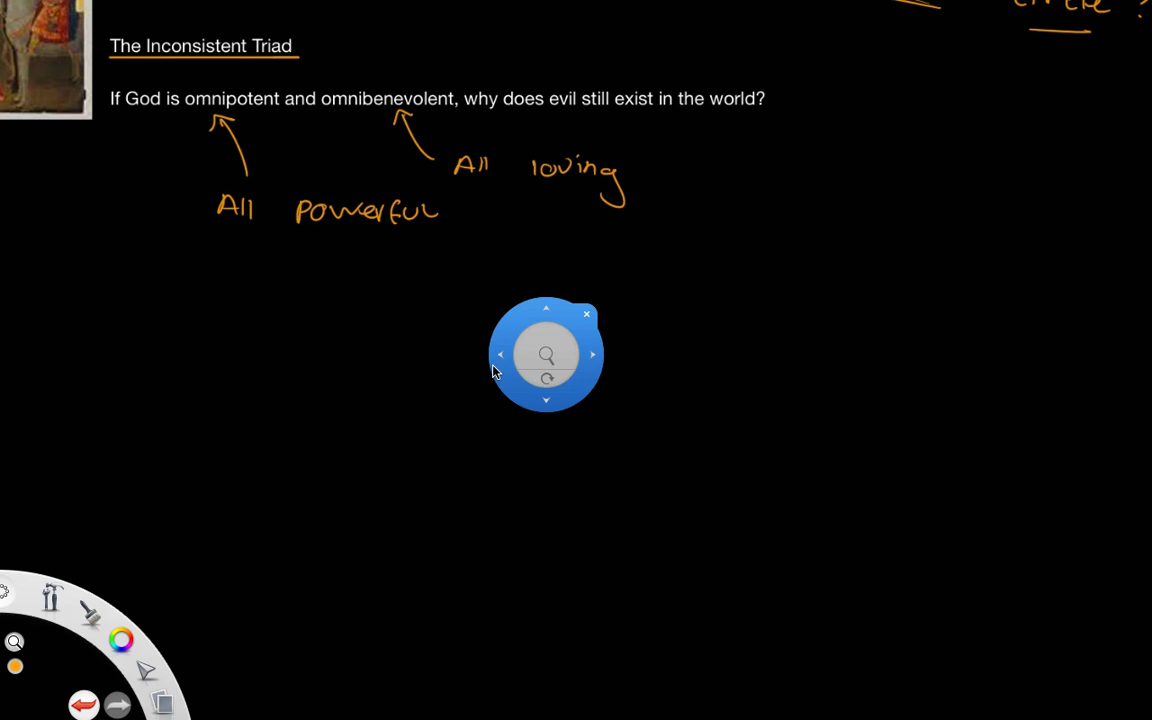 The Inconsistent Triad
If God is omnipotent and omnibenevolent, why does evil still exist in the world?
All loving
All powerful